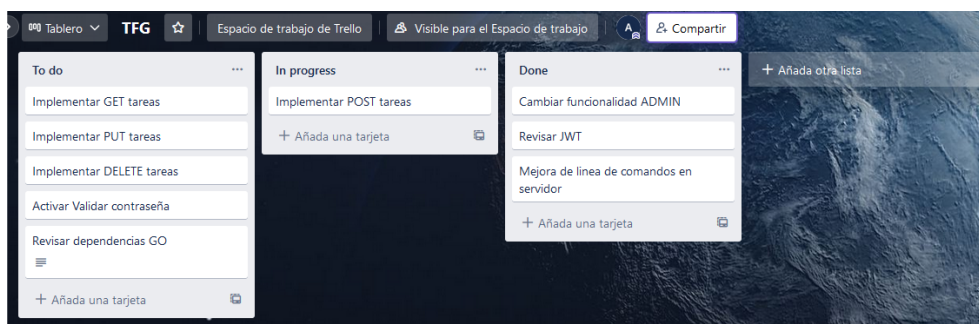 Tablero
TFG
Espacio de trabajo de Trello
Visible para el Espacio de trabajo
A
Compartir
To do
Implementar GET tareas
Implementar PUT tareas
Implementar DELETE tareas
Activar Validar contraseña
Revisar dependencias GO
+ Añada una tarjeta
In progress
Implementar POST tareas
+ Añada una tarjeta
Done
Cambiar funcionalidad ADMIN
Revisar JWT
Mejora de linea de comandos en
servidor
+ Añada una tarjeta
+ Añada otra lista